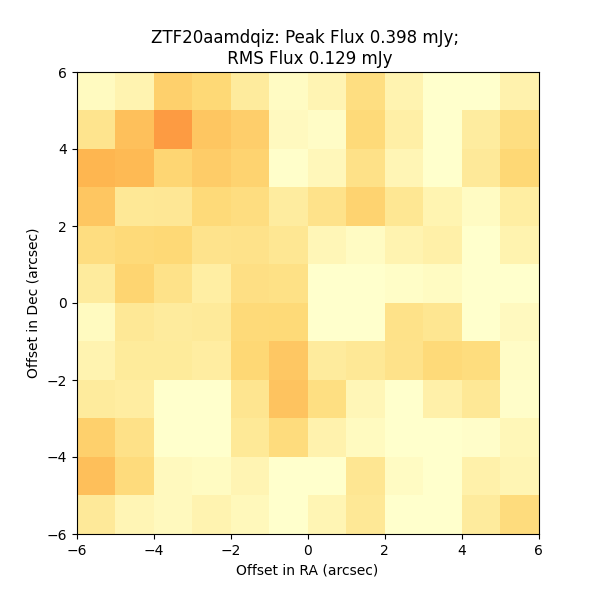 ZTF20aamdqiz: Peak Flux 0.398 mJy;
RMS Flux 0.129 mJy
6
4
2
0
−2
−4
−6
Offset in Dec (arcsec)
−6 −4 −2 0 2 4 6
Offset in RA (arcsec)